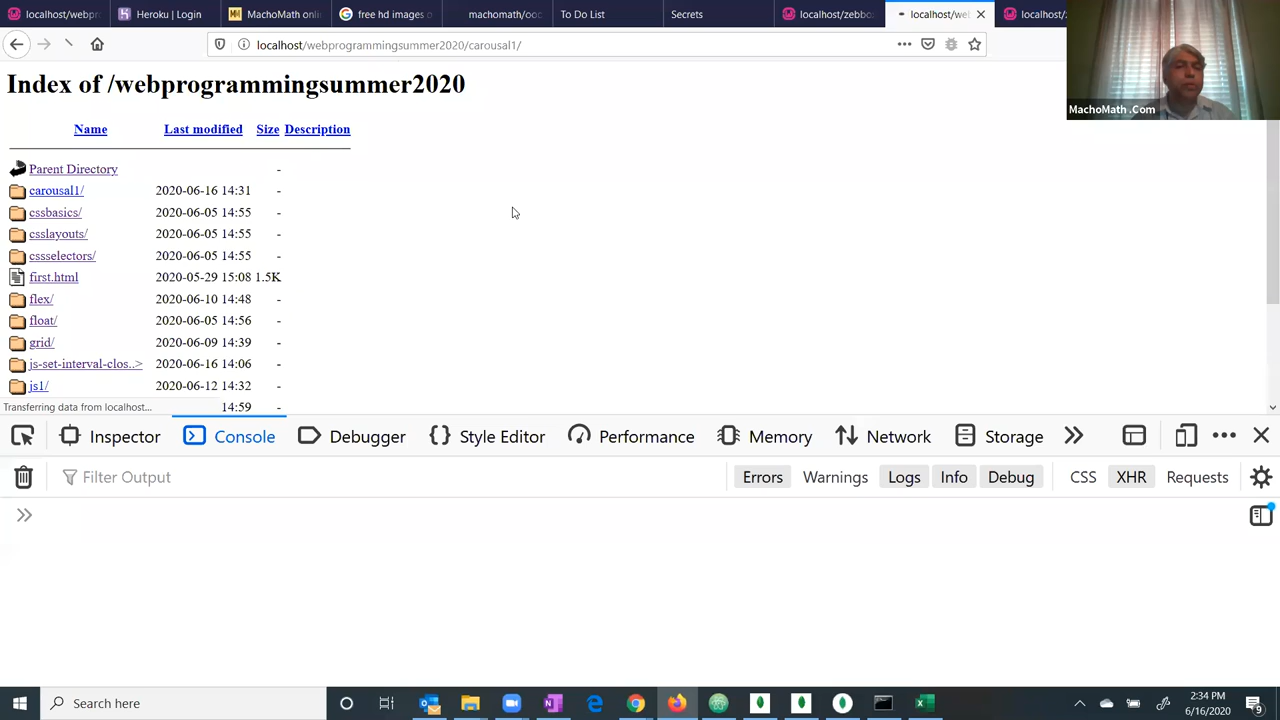 localhost/webpro
Heroku | Login
MachoMath onli
free hd images o
machomath/ooc
To Do List
Secrets
localhost/zebbo
localhost/we
localhost/
localhost/webprogrammingsummer2020/carousal1/
MachoMath .Com
Index of /webprogrammingsummer2020
Name Last modified Size Description
Parent Directory -
carousal1/ 2020-06-16 14:31 -
cssbasics/ 2020-06-05 14:55 -
csslayouts/ 2020-06-05 14:55 -
cssselectors/ 2020-06-05 14:55 -
first.html 2020-05-29 15:08 1.5K
flex/ 2020-06-10 14:48 -
float/ 2020-06-05 14:56 -
grid/ 2020-06-09 14:39 -
js-set-interval-clos..> 2020-06-16 14:06 -
js1/ 2020-06-12 14:32 -
Transferring data from localhost... 14:59 -
Inspector Console Debugger Style Editor Performance Memory Network Storage
Filter Output Errors Warnings Logs Info Debug CSS XHR Requests
Search here
2:34 PM
6/16/2020
9